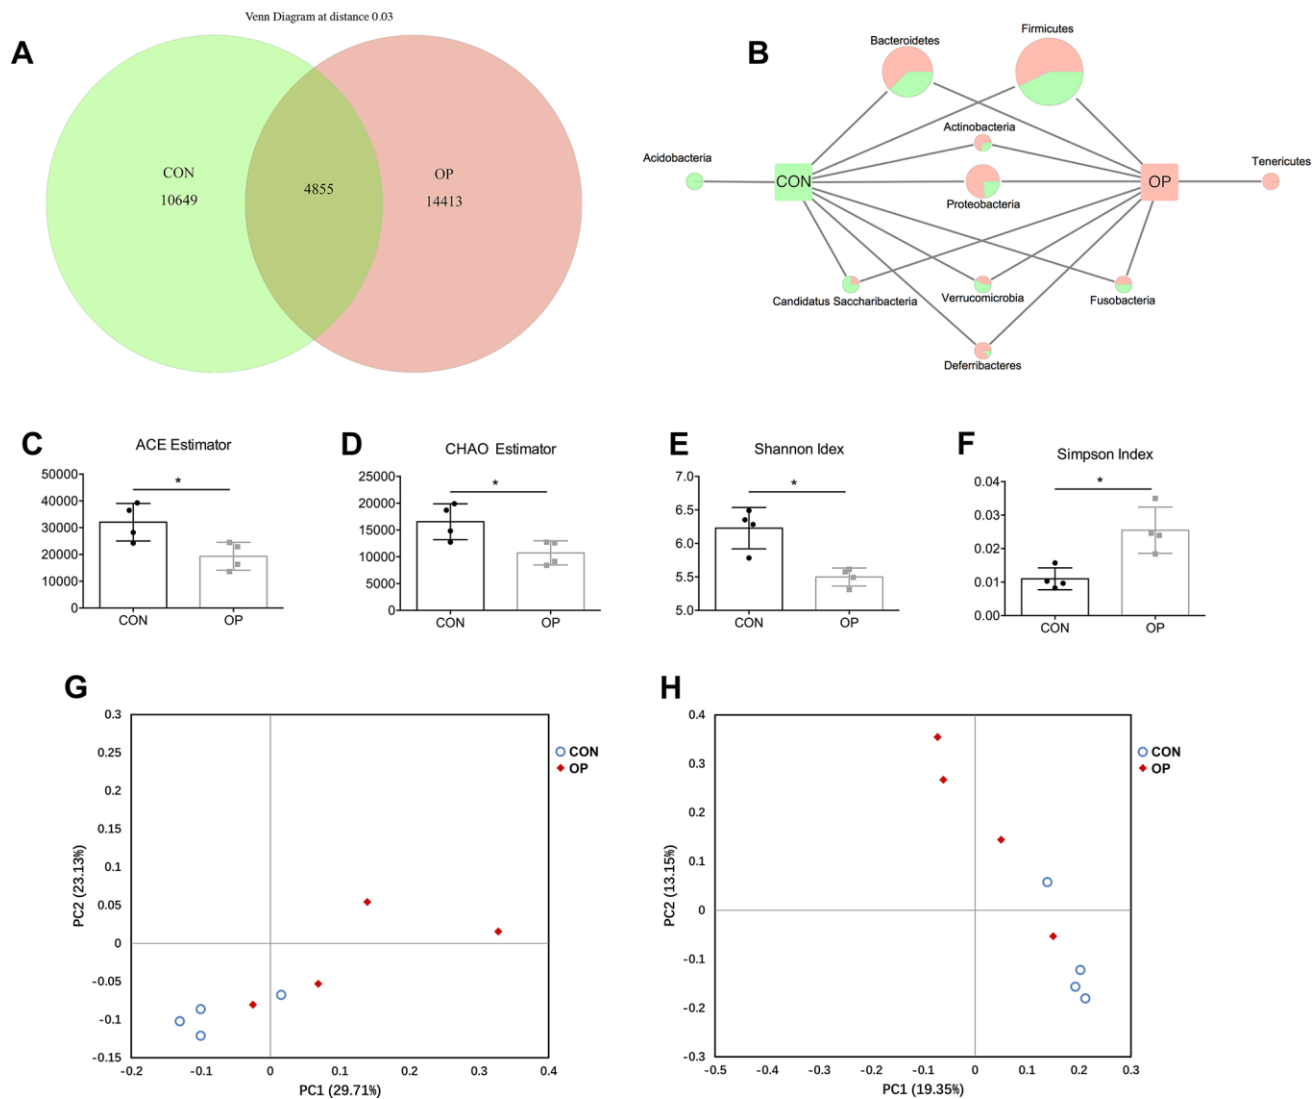 Venn Diagram at distance 0.03
A
CON
10649
4855
OP
14413
B
Bacteroidetes
Firmicutes
Actinobacteria
Acidobacteria
CON
OP
Tenericutes
Proteobacteria
Candidatus Saccharibacteria
Verrucomicrobia
Fusobacteria
Deferribacteres
C
ACE Estimator
50000
40000
30000
20000
10000
0
*
CON
OP
D
CHAO Estimator
25000
20000
15000
10000
5000
0
*
CON
OP
E
Shannon Idex
7.0
6.5
6.0
5.5
5.0
*
CON
OP
F
Simpson Index
0.04
0.03
0.02
0.01
0.00
*
CON
OP
G
0.3
0.25
0.2
0.15
0.1
0.05
0
-0.05
-0.1
-0.15
PC2 (23.13%)
-0.2
-0.1
0
0.1
0.2
0.3
0.4
PC1 (29.71%)
CON
OP
H
0.4
0.3
0.2
0.1
0
-0.1
-0.2
-0.3
PC2 (13.15%)
-0.5
-0.4
-0.3
-0.2
-0.1
0
0.1
0.2
0.3
PC1 (19.35%)
CON
OP